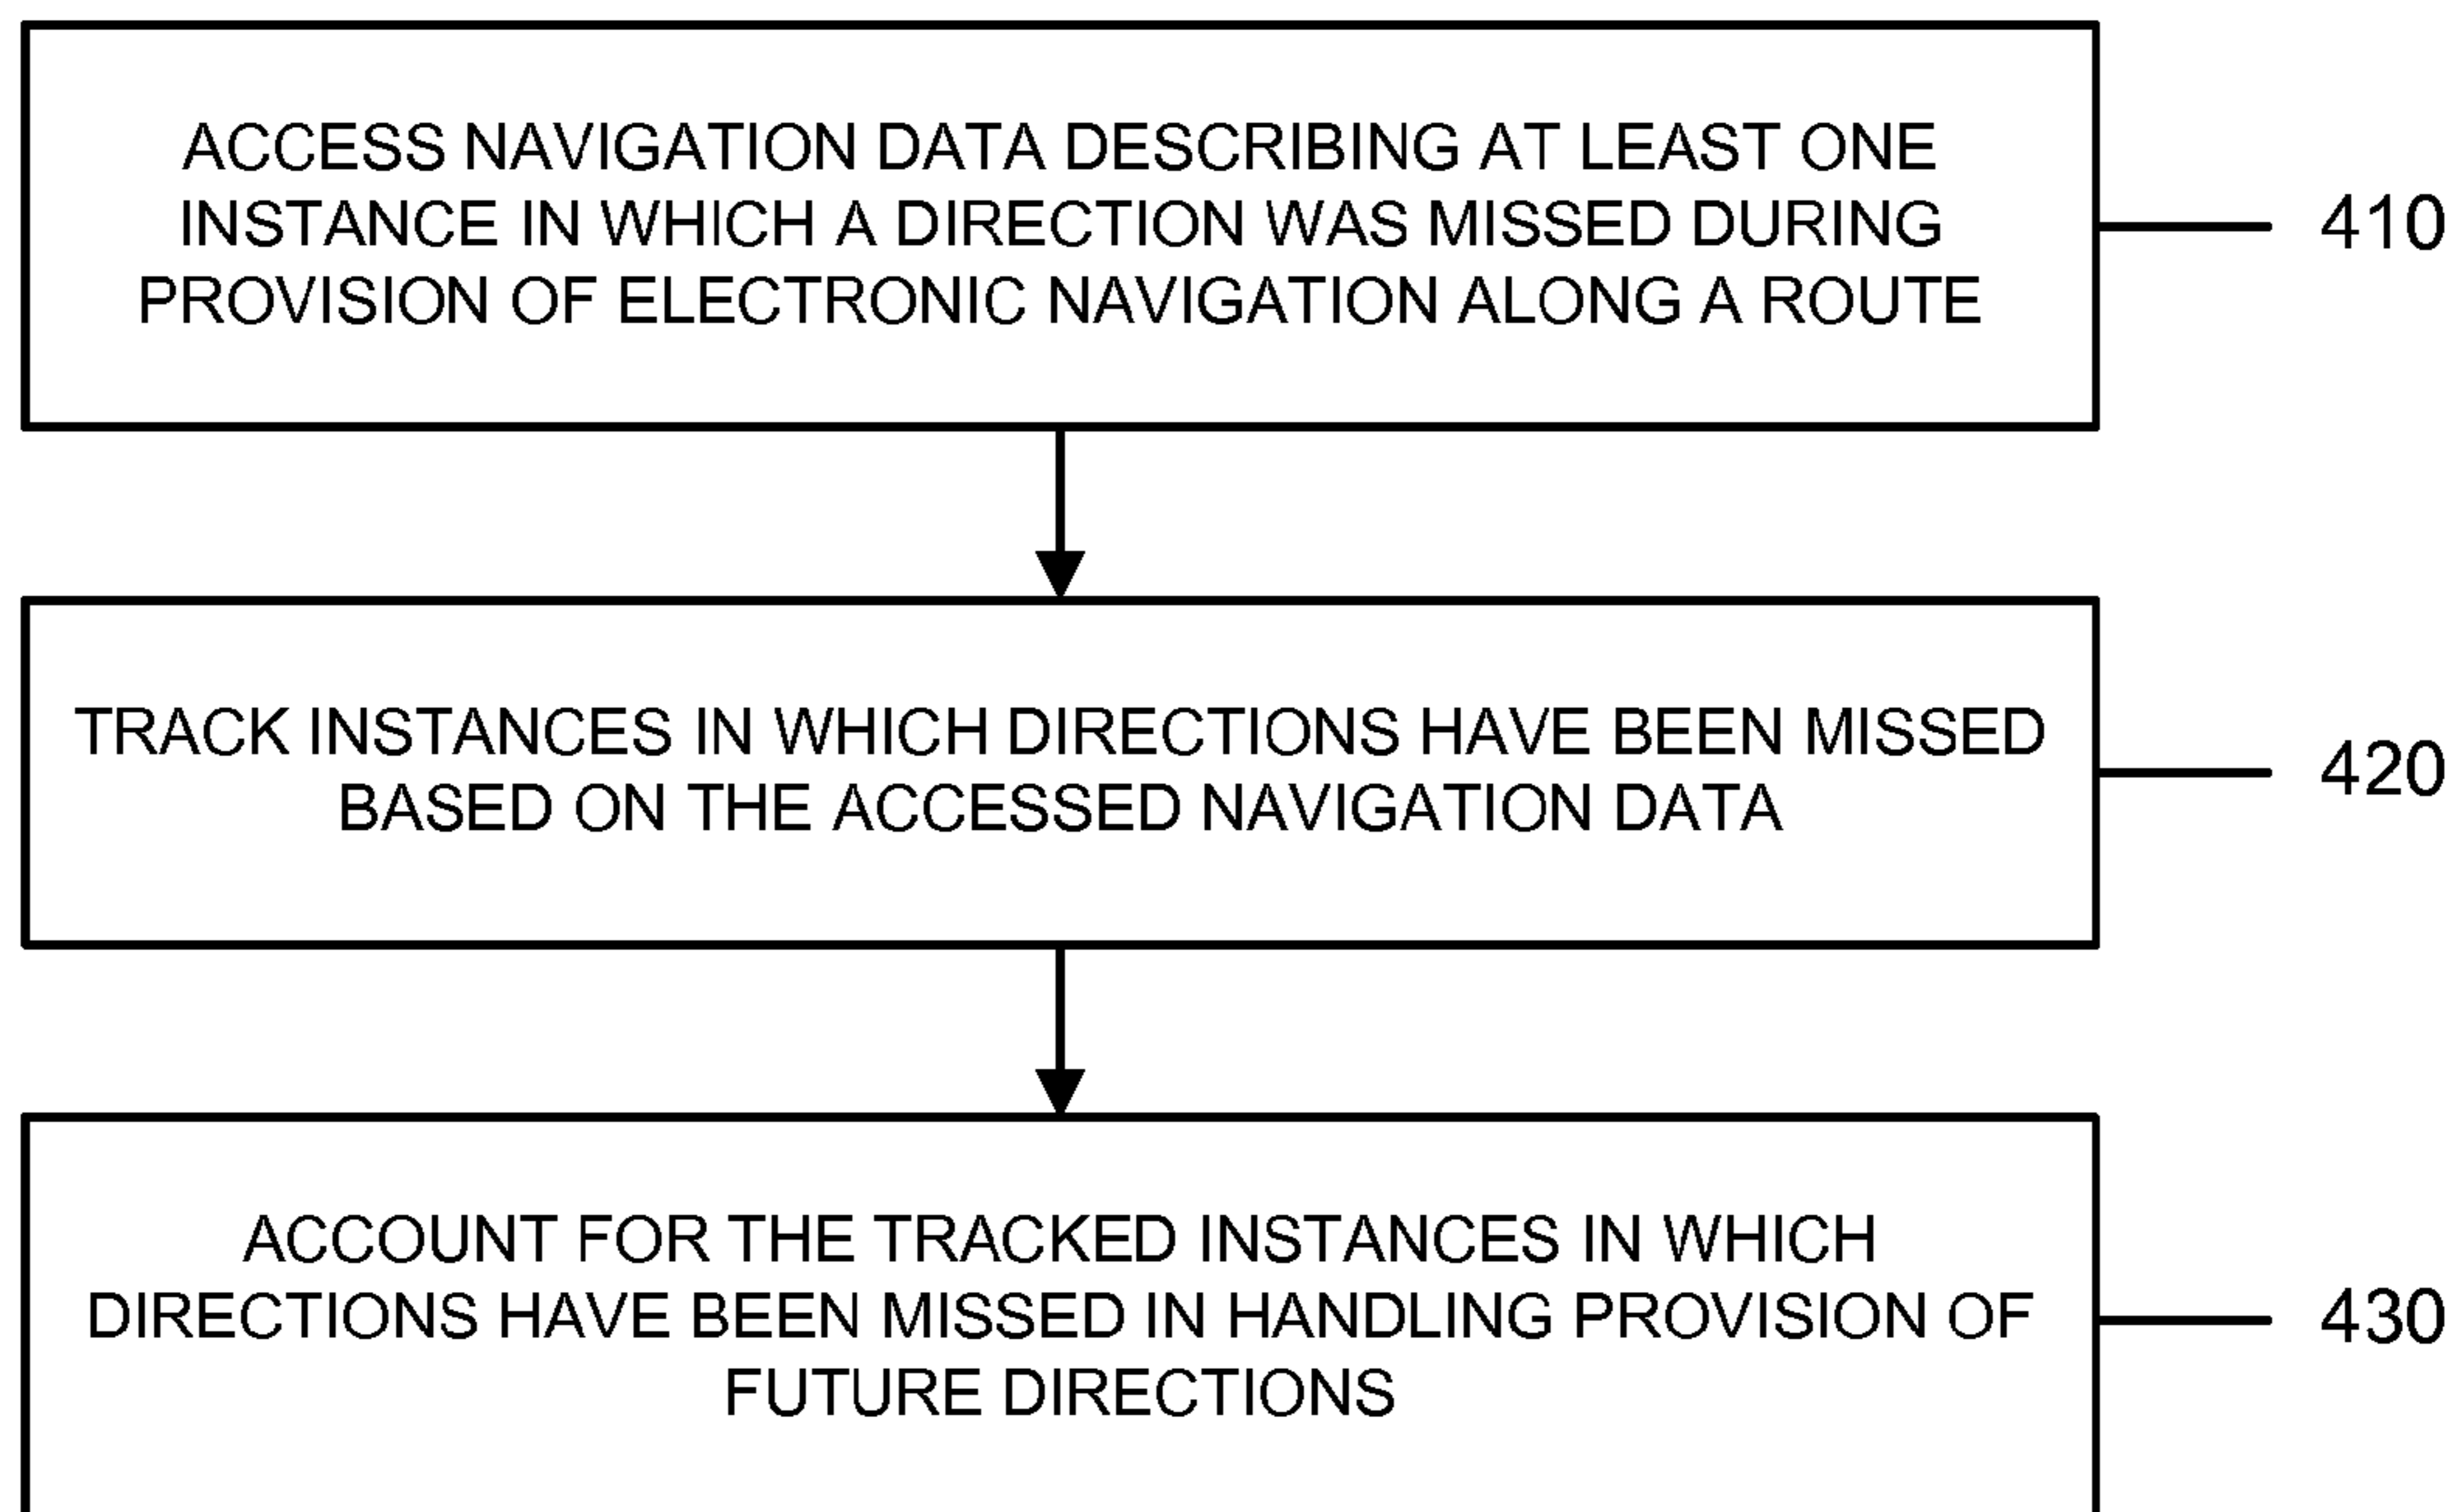 ACCESS NAVIGATION DATA DESCRIBING AT LEAST ONE
INSTANCE IN WHICH A DIRECTION WAS MISSED DURING
PROVISION OF ELECTRONIC NAVIGATION ALONG A ROUTE
410
TRACK INSTANCES IN WHICH DIRECTIONS HAVE BEEN MISSED
BASED ON THE ACCESSED NAVIGATION DATA
420
ACCOUNT FOR THE TRACKED INSTANCES IN WHICH
DIRECTIONS HAVE BEEN MISSED IN HANDLING PROVISION OF
FUTURE DIRECTIONS
430